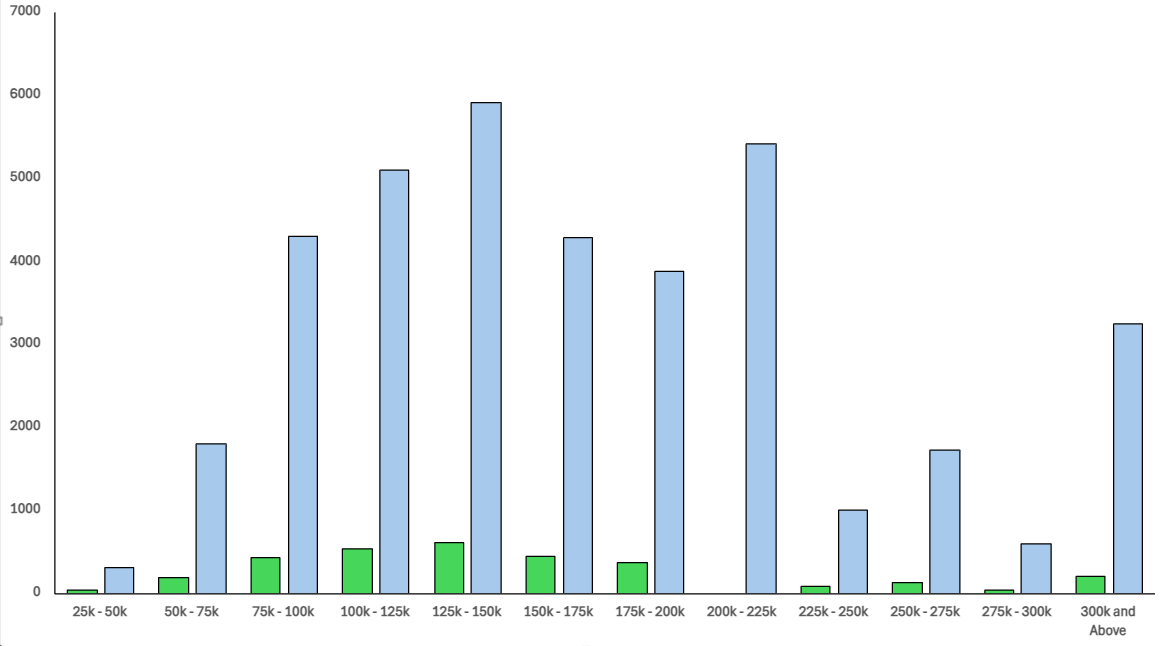 7000
6000
5000
4000
3000
2000
1000
0
25k - 50k
50k - 75k
75k - 100k
100k - 125k
125k - 150k
150k - 175k
175k - 200k
200k - 225k
225k - 250k
250k - 275k
275k - 300k
300k and
Above